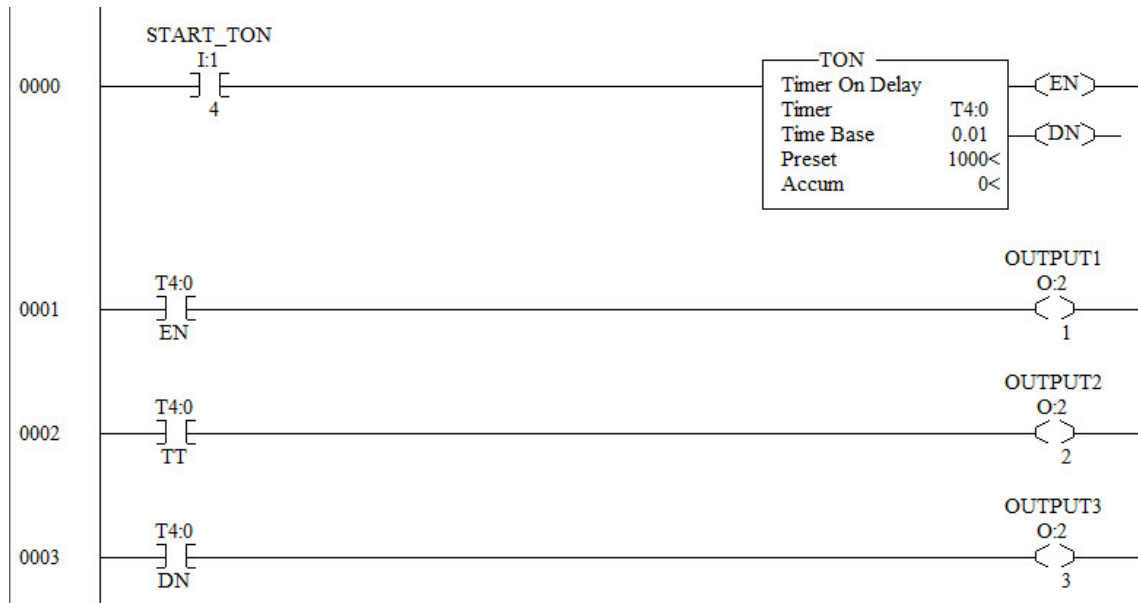 START_TON
I:1
0000
4
TON
Timer On Delay
Timer T4:0
Time Base 0.01
Preset 1000<
Accum 0<
EN
DN
OUTPUT1
T4:0 O:2
0001
EN 1
OUTPUT2
T4:0 O:2
0002
TT 2
OUTPUT3
T4:0 O:2
0003
DN 3